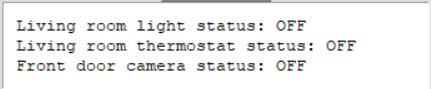 Living room light status: OFF
Living room thermostat status: OFF
Front door camera status: OFF